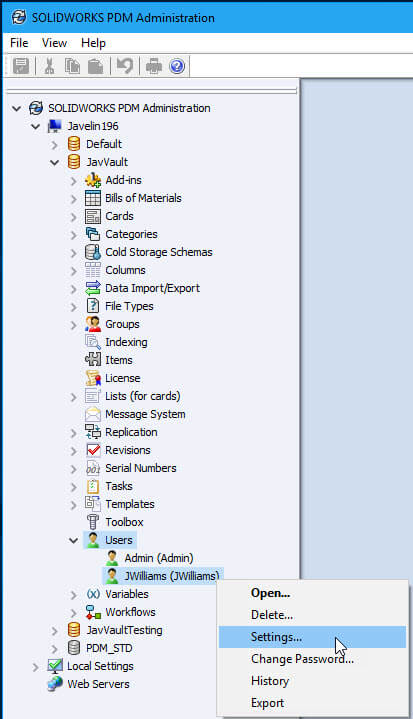 SOLIDWORKS PDM Administration
File View Help
SOLIDWORKS PDM Administration
Javelin196
Default
JavVault
Add-ins
Bills of Materials
Cards
Categories
Cold Storage Schemas
Columns
Data Import/Export
File Types
Groups
Indexing
Items
License
Lists (for cards)
Message System
Replication
Revisions
Serial Numbers
Tasks
Templates
Toolbox
Users
Admin (Admin)
JWilliams (JWilliams)
Variables
Workflows
JavVaultTesting
PDM_STD
Local Settings
Web Servers
Open...
Delete...
Settings...
Change Password...
History
Export